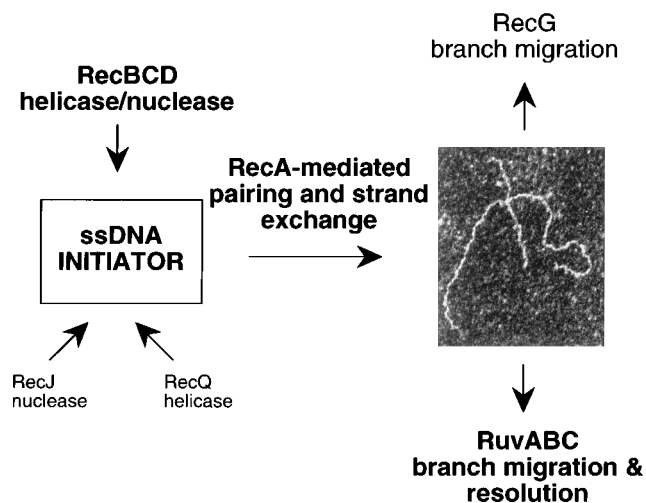 RecG
branch migration
RecBCD
helicase/nuclease
RecA-mediated
pairing and strand
exchange
ssDNA
INITIATOR
RecJ
nuclease
RecQ
helicase
RuvABC
branch migration &
resolution